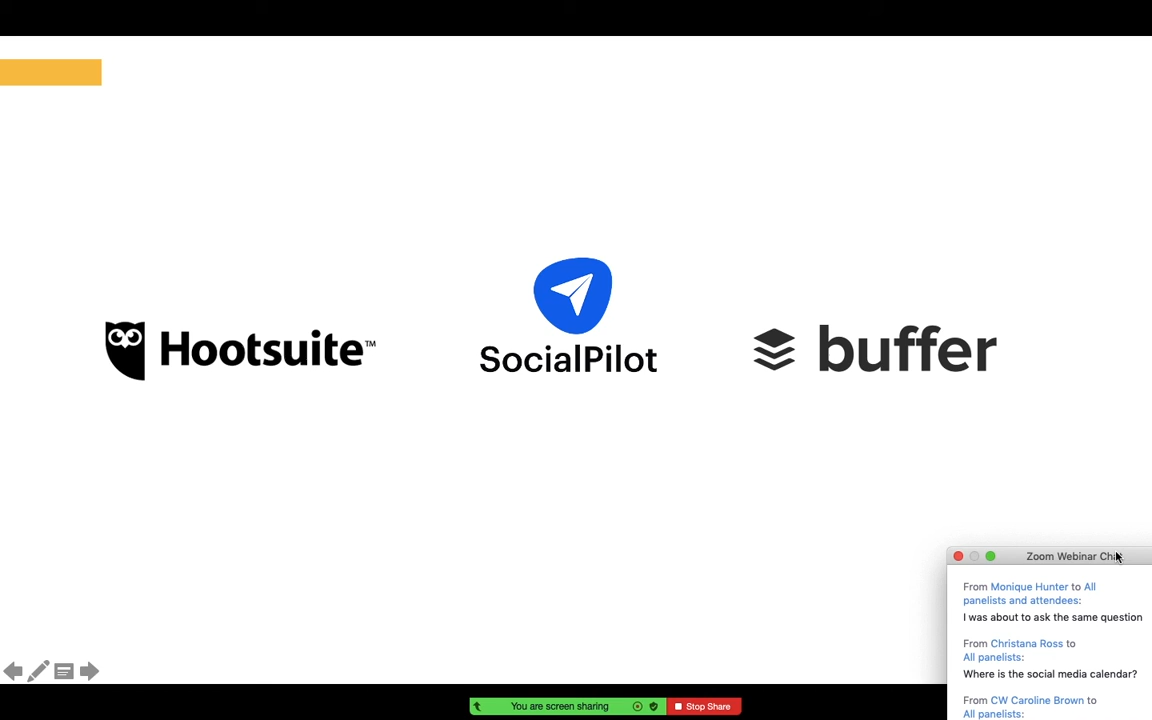 Hootsuite™
SocialPilot
buffer
Zoom Webinar
From Monique Hunter to All
panelists and attendees:
I was about to ask the same question
From Christana Ross to
All panelists:
Where is the social media calendar?
From CW Caroline Brown to
All panelists:
You are screen sharing
Stop Share